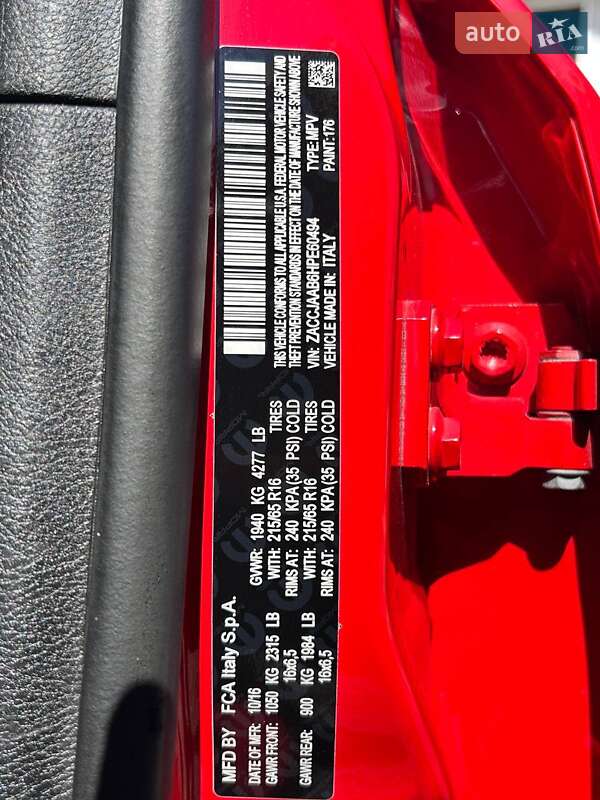 auto RIA
.com
MFD BY FCA Italy S.p.A.
DATE OF MFR: 10/16 GVWR: 1940 KG 4277 LB
GAWR FRONT: 1050 KG 2315 LB WITH: 215/65 R16 TIRES
16x6,5 RIMS AT: 240 KPA (35 PSI) COLD
GAWR REAR: 900 KG 1984 LB WITH: 215/65 R16 TIRES
16x6,5 RIMS AT: 240 KPA (35 PSI) COLD
THIS VEHICLE CONFORMS TO ALL APPLICABLE U.S.A. FEDERAL MOTOR VEHICLE SAFETY AND
THEFT PREVENTION STANDARDS IN EFFECT ON THE DATE OF MANUFACTURE SHOWN ABOVE
VIN: ZACCJAAB6HPE60494 TYPE: MPV
VEHICLE MADE IN: ITALY PAINT: 176